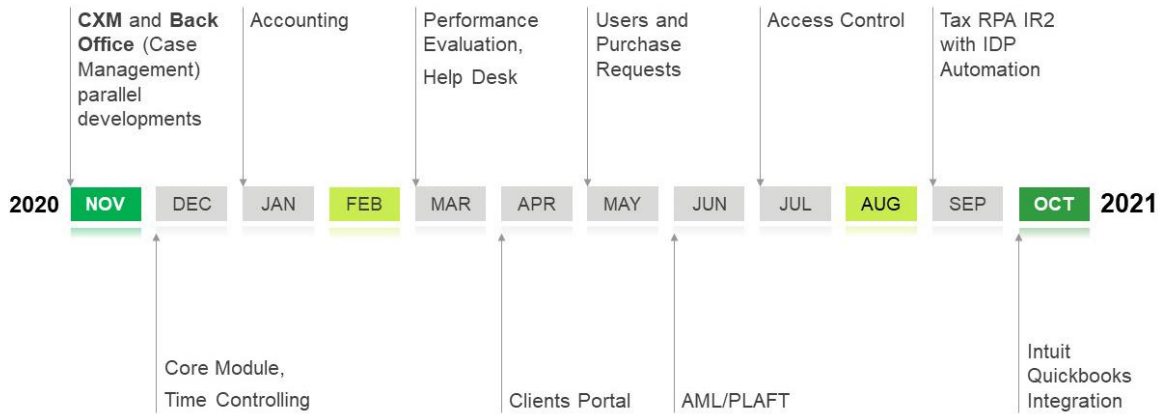 CXM and Back
Office (Case
Management)
parallel
developments
Accounting
Performance
Evaluation,
Help Desk
Users and
Purchase
Requests
Access Control
Tax RPA IR2
with IDP
Automation
2020 NOV DEC JAN FEB MAR APR MAY JUN JUL AUG SEP OCT 2021
Core Module,
Time Controlling
Clients Portal
AML/PLAFT
Intuit
Quickbooks
Integration